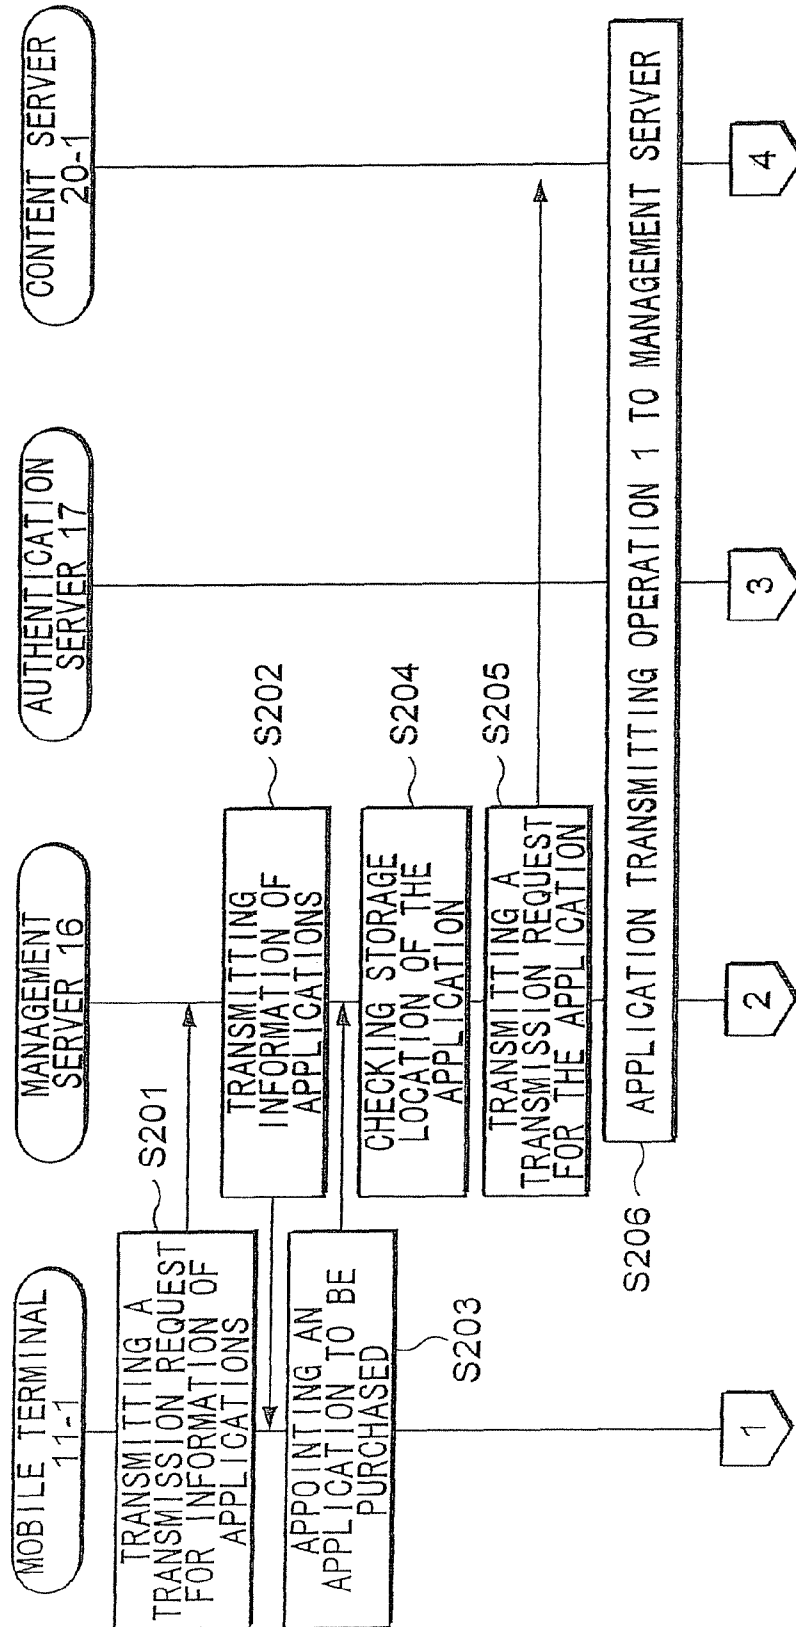 MOBILE TERMINAL
11-1
MANAGEMENT
SERVER 16
AUTHENTICATION
SERVER 17
CONTENT SERVER
20-1
TRANSMITTING A
TRANSMISSION REQUEST
FOR INFORMATION OF
APPLICATIONS
S201
TRANSMITTING
INFORMATION OF
APPLICATIONS
S202
APPOINTING AN
APPLICATION TO BE
PURCHASED
S203
CHECKING STORAGE
LOCATION OF THE
APPLICATION
S204
TRANSMITTING A
TRANSMISSION REQUEST
FOR THE APPLICATION
S205
APPLICATION TRANSMITTING OPERATION 1 TO MANAGEMENT SERVER
S206
1
2
3
4